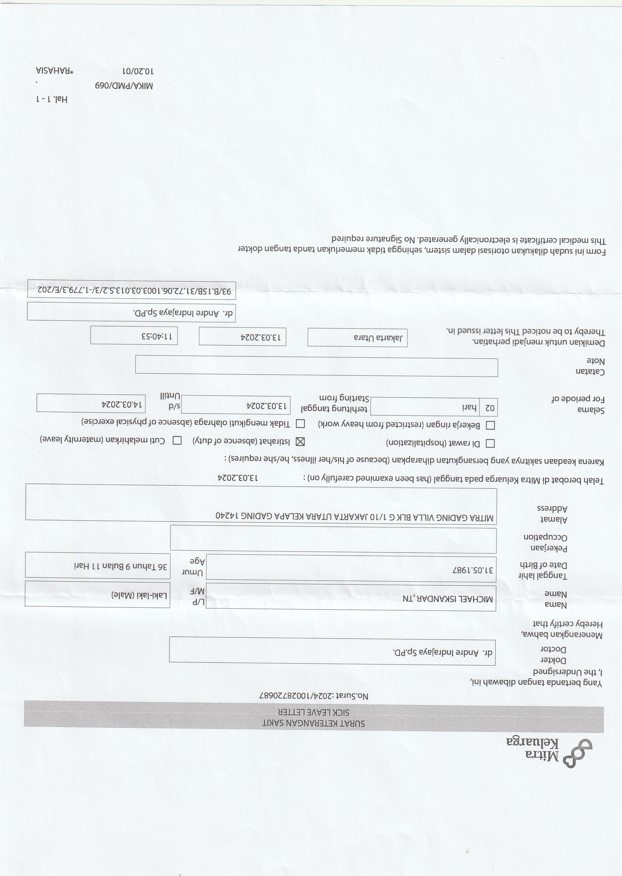 Mitra
Keluarga
SURAT KETERANGAN SAKIT
SICK LEAVE LETTER
No.Surat :2024/10028720687
Yang bertanda tangan dibawah ini,
I, the Undersigned
Dokter
Doctor
dr. Andre Indrajaya Sp.PD.
Menerangkan bahwa,
Hereby certify that
Nama
Name
MICHAEL ISKANDAR ,TN
L/P
M/F
Laki-laki (Male)
Tanggal lahir
Date of Birth
31.05.1987
Umur
Age
36 Tahun 9 Bulan 11 Hari
Pekerjaan
Occupation
Alamat
Address
MITRA GADING VILLA BLK G 1/10 JAKARTA UTARA KELAPA GADING 14240
Telah berobat di Mitra Keluarga pada tanggal (has been examined carefully on) : 13.03.2024
Karena keadaan sakitnya yang bersangkutan diharapkan (because of his/her illness, he/she requires) :
Di rawat (hospitalization)
Istirahat (absence of duty)
Cuti melahirkan (maternity leave)
Bekerja ringan (restricted from heavy work)
Tidak mengikuti olahraga (absence of physical exercise)
Selama
For periode of
02 hari
terhitung tanggal
Starting from
13.03.2024
s/d
Untill
14.03.2024
Catatan
Note
Demikian untuk menjadi perhatian.
Thereby to be noticed This letter issued in.
Jakarta Utara
13.03.2024
11:40:53
dr. Andre Indrajaya Sp.PD.
93/B.15B/31.72.06.1003.03.013.S.2/3/-1.779.3/E/202
Form ini sudah dilakukan otorisasi dalam sistem, sehingga tidak memerlukan tanda tangan dokter
This medical certificate is electronically generated. No Signature required
Hal. 1 - 1
MIKA/PMD/069
10.20/01 *RAHASIA